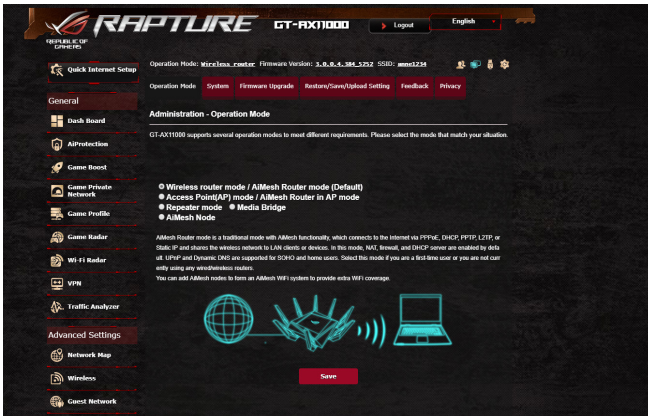 REPUBLIC OF
GAMERS
RAPTURE
GT-AX11000
Logout
English
Operation Mode: Wireless router Firmware Version: 3.0.0.4.384_5252 SSID: anne1234
Quick Internet Setup
Operation Mode System Firmware Upgrade Restore/Save/Upload Setting Feedback Privacy
General
Dash Board
AiProtection
Game Boost
Game Private
Network
Game Profile
Game Radar
Wi-Fi Radar
VPN
Traffic Analyzer
Advanced Settings
Network Map
Wireless
Guest Network
Administration - Operation Mode
GT-AX11000 supports several operation modes to meet different requirements. Please select the mode that match your situation.
Wireless router mode / AiMesh Router mode (Default)
Access Point(AP) mode / AiMesh Router in AP mode
Repeater mode Media Bridge
AiMesh Node
AiMesh Router mode is a traditional mode with AiMesh functionality, which connects to the Internet via PPPoE, DHCP, PPTP, L2TP, or
Static IP and shares the wireless network to LAN clients or devices. In this mode, NAT, firewall, and DHCP server are enabled by defa
ult. UPnP and Dynamic DNS are supported for SOHO and home users. Select this mode if you are a first-time user or you are not curr
ently using any wired/wireless routers.
You can add AiMesh nodes to form an AiMesh WiFi system to provide extra WiFi coverage.
Save